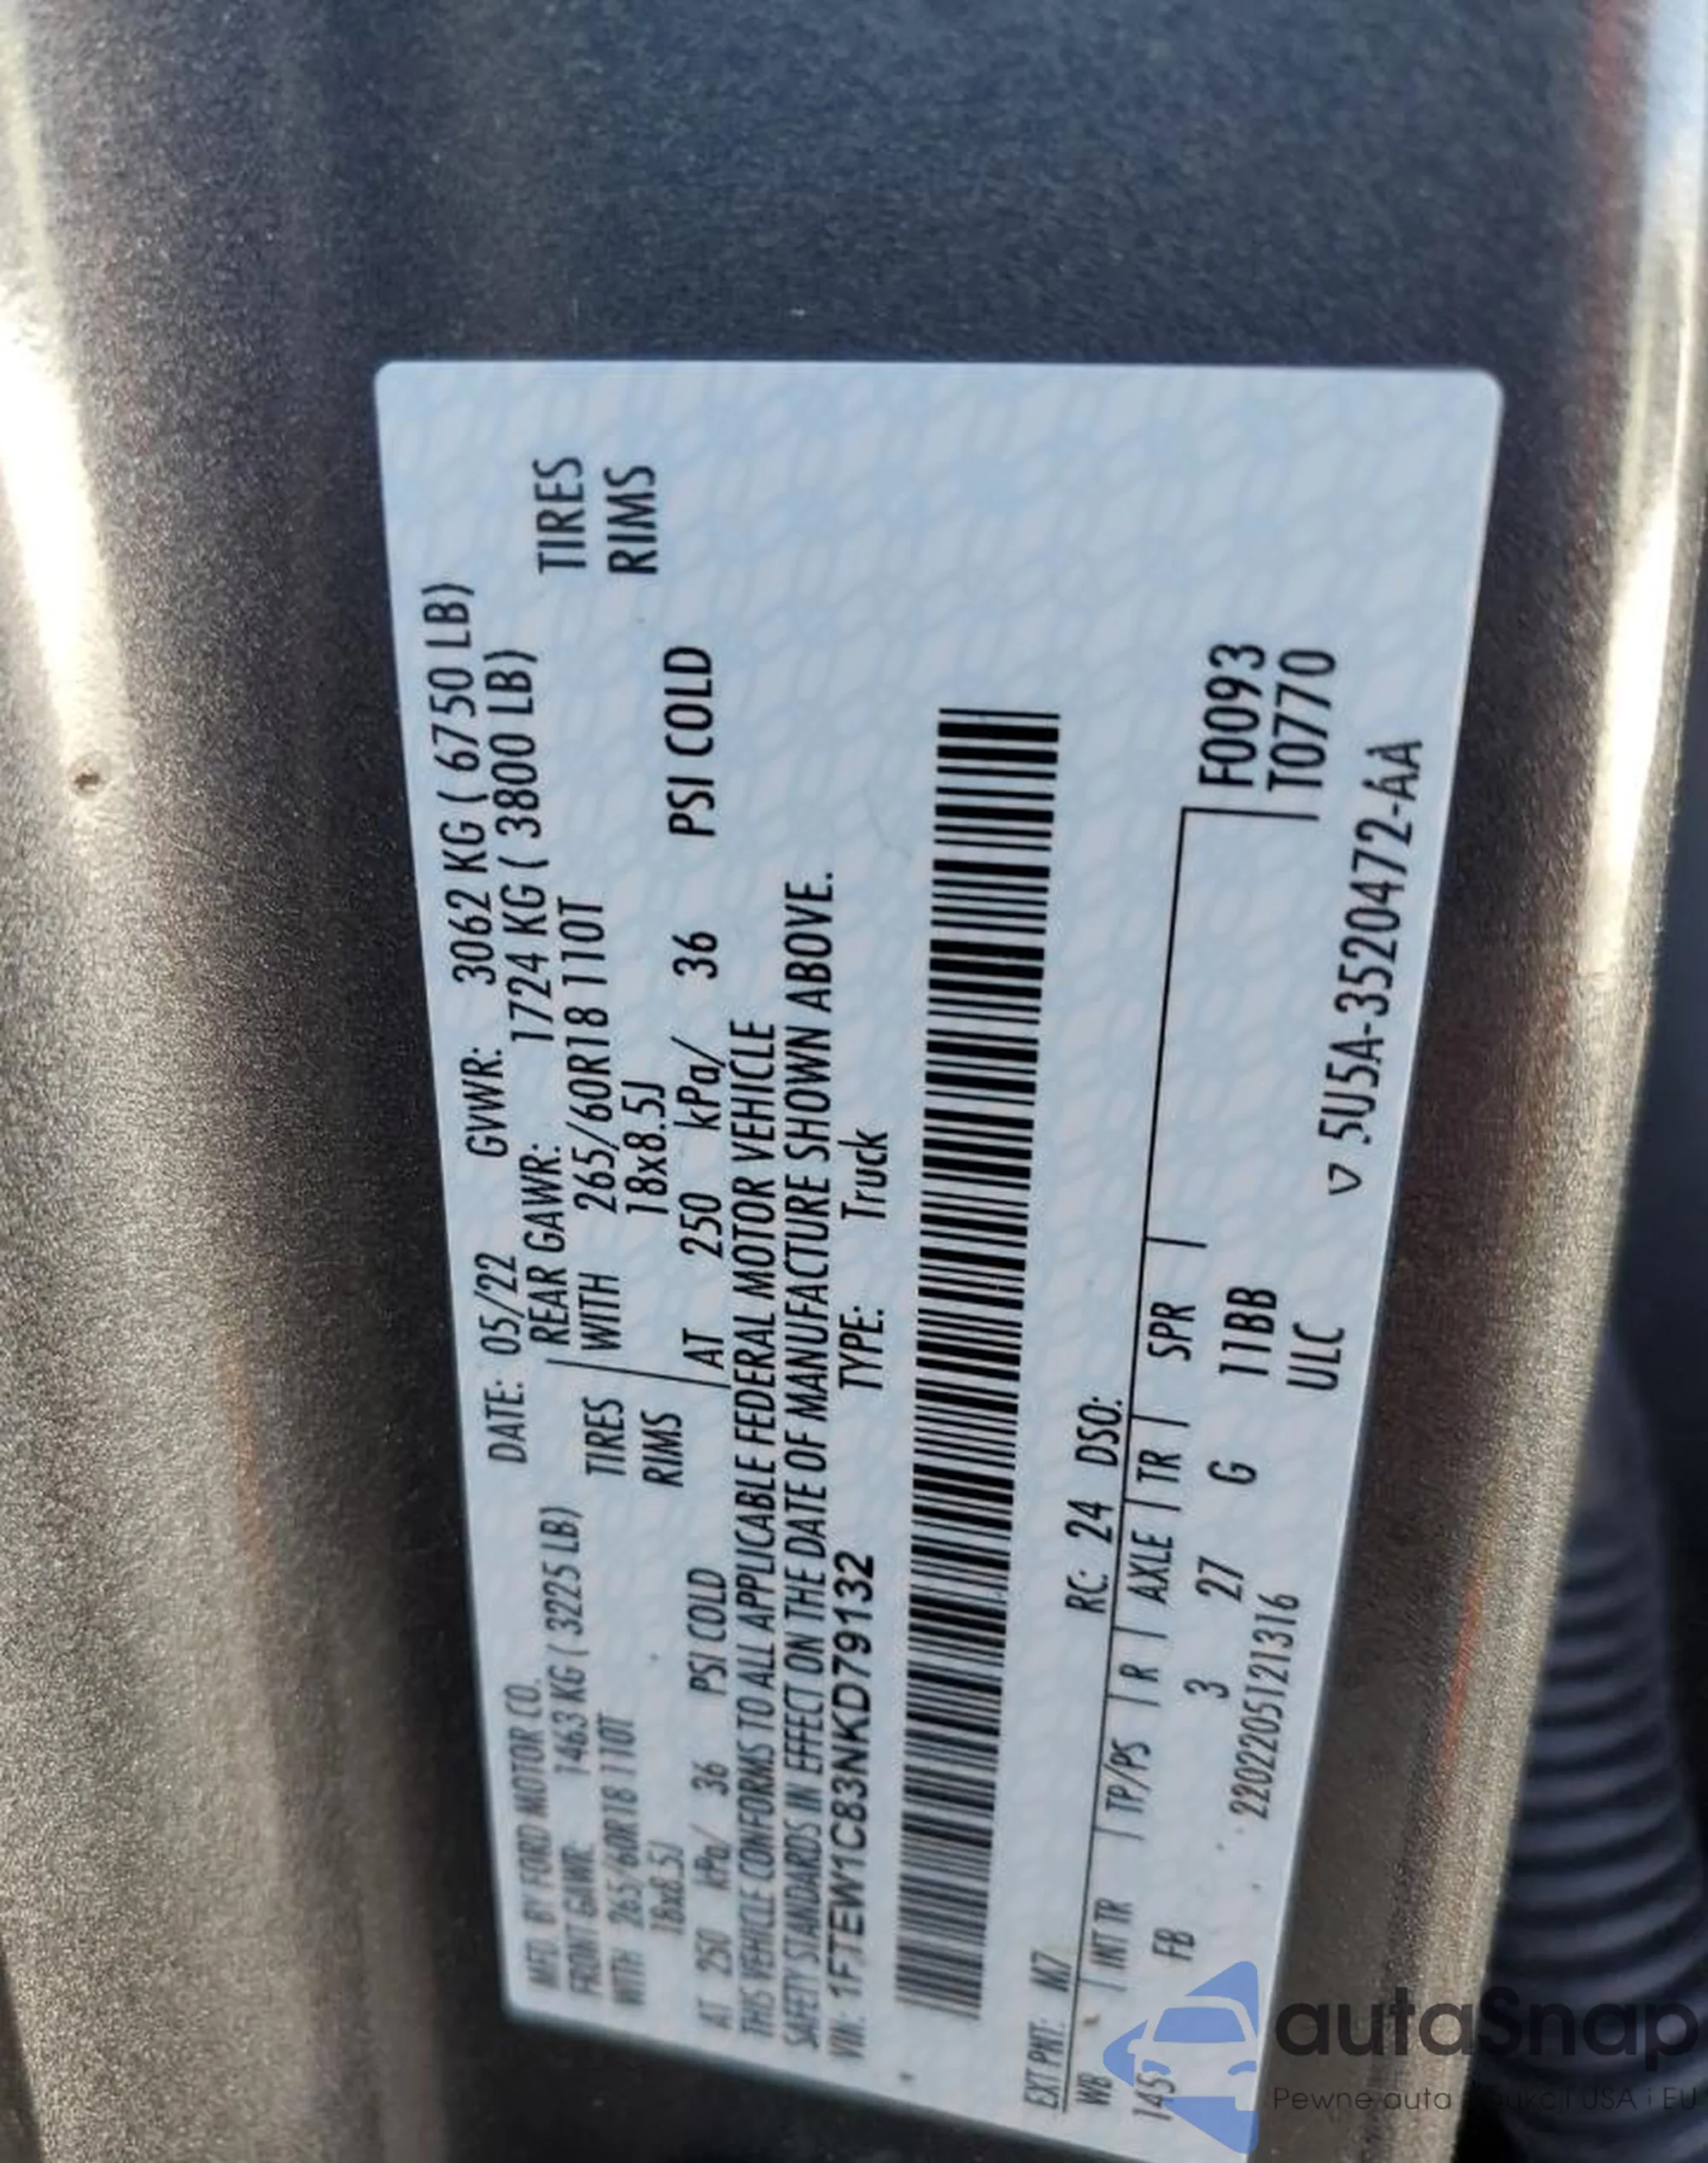 MFD. BY FORD MOTOR CO. DATE: 05/22 GVWR: 3062 KG ( 6750 LB)
FRONT GAWR: 1463 KG ( 3225 LB) REAR GAWR: 1724 KG ( 3800 LB)
WITH 265/60R18 110T TIRES WITH 265/60R18 110T TIRES
18x8.5J RIMS 18x8.5J RIMS
AT 250 kPa/ 36 PSI COLD AT 250 kPa/ 36 PSI COLD
THIS VEHICLE CONFORMS TO ALL APPLICABLE FEDERAL MOTOR VEHICLE
SAFETY STANDARDS IN EFFECT ON THE DATE OF MANUFACTURE SHOWN ABOVE.
VIN: 1FTEW1C83NKD79132 TYPE: Truck
EXT PNT: M7 RC: 24 DSO:
WB INT TR TP/PS R AXLE TR SPR
145 FB 3 27 G 11BB F0093
2202205121316 ULC T0770
▽ 5U5A-3520472-AA
autaSnap
Pewne auta USA i EU